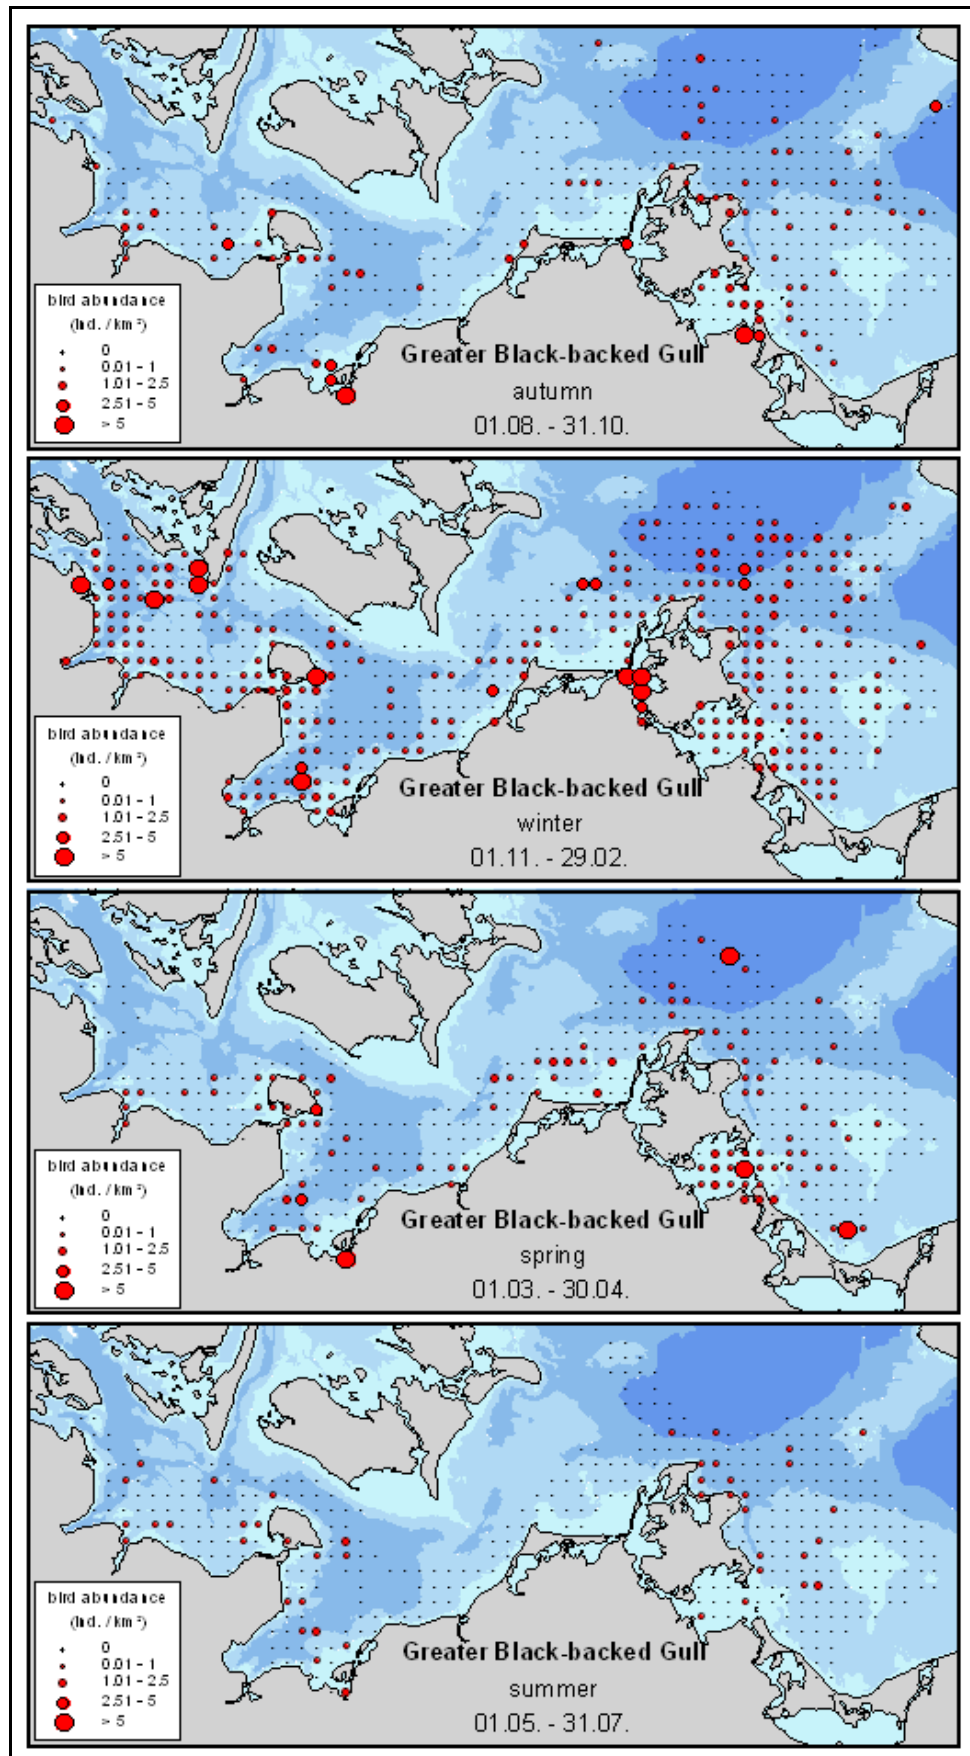 bird abundance
(Ind. / km²)
0
0.01 - 1
1.01 - 2.5
2.51 - 5
> 5
Greater Black-backed Gull
autumn
01.08. - 31.10.
bird abundance
(Ind. / km²)
0
0.01 - 1
1.01 - 2.5
2.51 - 5
> 5
Greater Black-backed Gull
winter
01.11. - 29.02.
bird abundance
(Ind. / km²)
0
0.01 - 1
1.01 - 2.5
2.51 - 5
> 5
Greater Black-backed Gull
spring
01.03. - 30.04.
bird abundance
(Ind. / km²)
0
0.01 - 1
1.01 - 2.5
2.51 - 5
> 5
Greater Black-backed Gull
summer
01.05. - 31.07.